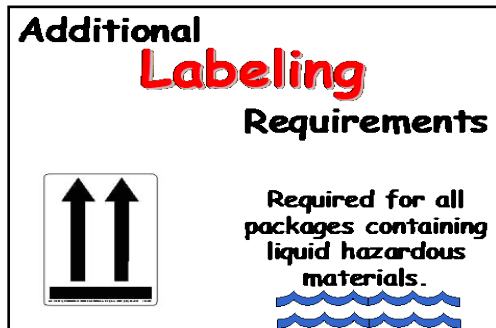 Additional
Labeling
Requirements
Required for all
packages containing
liquid hazardous
materials.